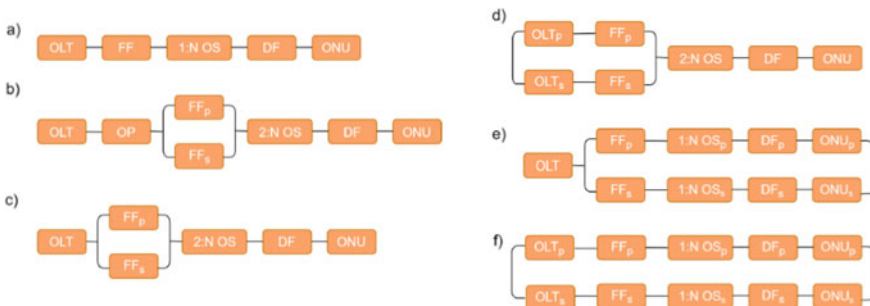 a)
OLT FF 1:N OS DF ONU
b)
FFp
OLT OP 2:N OS DF ONU
FFs
c)
FFp
OLT 2:N OS DF ONU
FFs
d)
OLTp FFp
2:N OS DF ONU
OLTs FFs
e)
FFp 1:N OSp DFp ONUp
OLT
FFs 1:N OSs DFs ONUs
f)
OLTp FFp 1:N OSp DFp ONUp
OLTs FFs 1:N OSs DFs ONUs